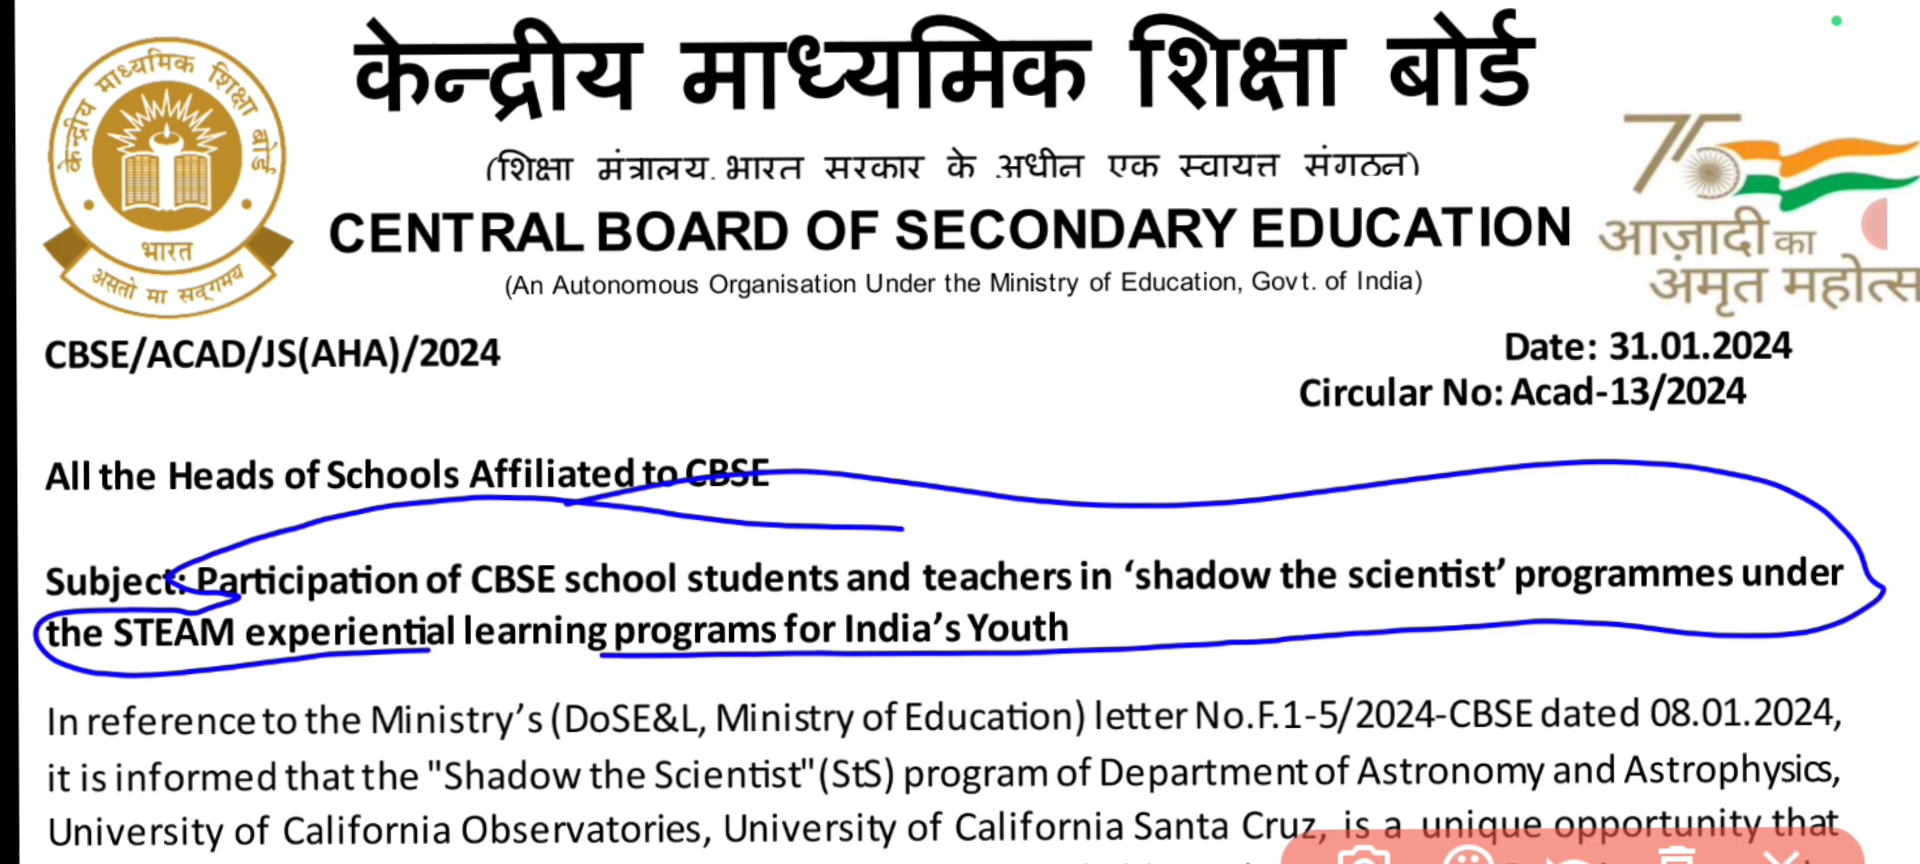 केन्द्रीय माध्यमिक शिक्षा बोर्ड
केन्द्रीय माध्यमिक शिक्षा बोर्ड
भारत
असतो मा सद्गमय
(शिक्षा मंत्रालय, भारत सरकार के अधीन एक स्वायत्त संगठन)
75
CENTRAL BOARD OF SECONDARY EDUCATION
आज़ादी का
अमृत महोत्स
(An Autonomous Organisation Under the Ministry of Education, Govt. of India)
CBSE/ACAD/JS(AHA)/2024
Date: 31.01.2024
Circular No: Acad-13/2024
All the Heads of Schools Affiliated to CBSE
Subject: Participation of CBSE school students and teachers in ‘shadow the scientist’ programmes under
the STEAM experiential learning programs for India’s Youth
In reference to the Ministry’s (DoSE&L, Ministry of Education) letter No.F.1-5/2024-CBSE dated 08.01.2024,
it is informed that the "Shadow the Scientist"(StS) program of Department of Astronomy and Astrophysics,
University of California Observatories, University of California Santa Cruz, is a unique opportunity that